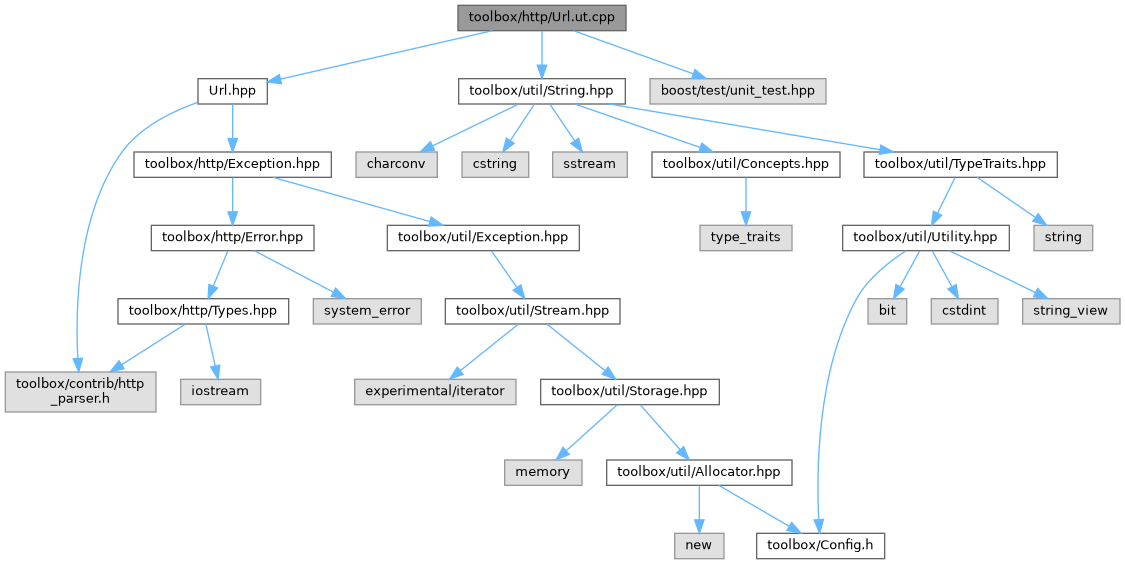 toolbox/http/Url.ut.cpp
Url.hpp
toolbox/util/String.hpp
boost/test/unit_test.hpp
toolbox/http/Exception.hpp
charconv
cstring
sstream
toolbox/util/Concepts.hpp
toolbox/util/TypeTraits.hpp
toolbox/http/Error.hpp
toolbox/util/Exception.hpp
type_traits
toolbox/util/Utility.hpp
string
toolbox/http/Types.hpp
system_error
toolbox/util/Stream.hpp
bit
cstdint
string_view
toolbox/contrib/http
_parser.h
iostream
experimental/iterator
toolbox/util/Storage.hpp
memory
toolbox/util/Allocator.hpp
new
toolbox/Config.h